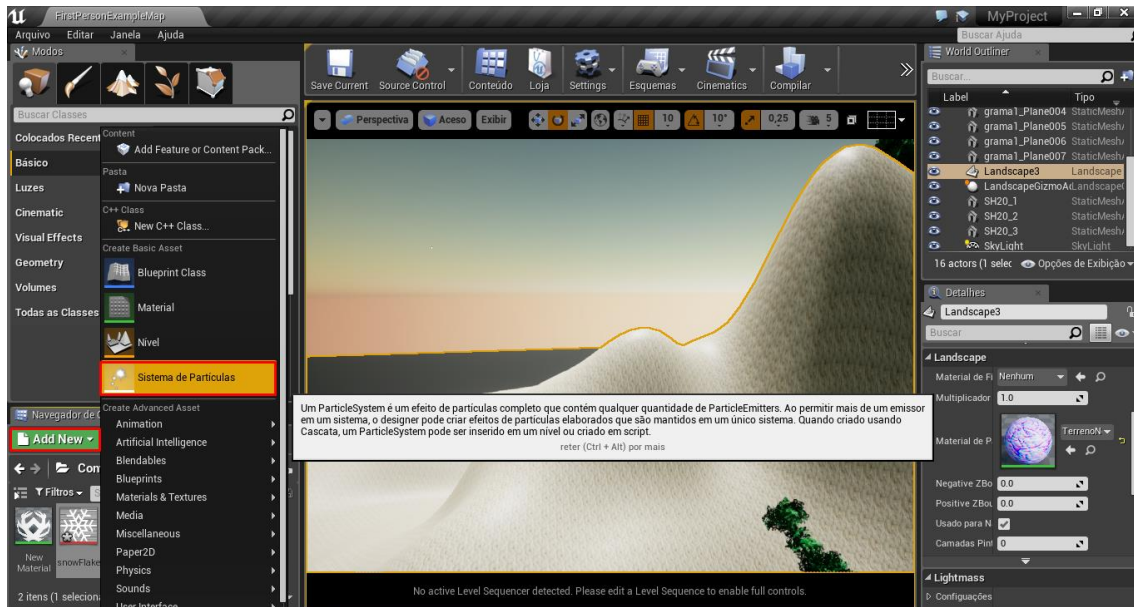 FirstPersonExampleMap
MyProject
Arquivo Editar Janela Ajuda
Buscar Ajuda
Modos
Buscar Classes
Colocados Recen
Básico
Luzes
Cinematic
Visual Effects
Geometry
Volumes
Todas as Classes
Content
Add Feature or Content Pack...
Pasta
Nova Pasta
C++ Class
New C++ Class...
Create Basic Asset
Blueprint Class
Material
Nível
Sistema de Partículas
Create Advanced Asset
Animation
Artificial Intelligence
Blendables
Blueprints
Materials & Textures
Media
Miscellaneous
Paper2D
Physics
Sounds
User Interface
Navegador de C
Add New
Con
Filtros
New Material
snowFlake
2 itens (1 selecion
Save Current Source Control Conteúdo Loja Settings Esquemas Cinematics Compilar
Perspectiva Aceso Exibir 10 10° 0,25 5
Um ParticleSystem é um efeito de partículas completo que contém qualquer quantidade de ParticleEmitters. Ao permitir mais de um emissor
em um sistema, o designer pode criar efeitos de partículas elaborados que são mantidos em um único sistema. Quando criado usando
Cascata, um ParticleSystem pode ser inserido em um nível ou criado em script.
reter (Ctrl + Alt) por mais
No active Level Sequencer detected. Please edit a Level Sequence to enable full controls.
World Outliner
Buscar...
Label Tipo
grama1_Plane004 StaticMesh
grama1_Plane005 StaticMesh
grama1_Plane006 StaticMesh
grama1_Plane007 StaticMesh
Landscape3 Landscape
LandscapeGizmoA Landscape
SH20_1 StaticMesh
SH20_2 StaticMesh
SH20_3 StaticMesh
SkyLight SkyLight
16 actors (1 selec Opções de Exibição
Detalhes
Landscape3
Buscar
Landscape
Material de Fi Nenhum
Multiplicador 1.0
Material de P TerrenoN
Negative ZBo 0.0
Positive ZBou 0.0
Usado para N
Camadas Pint 0
Lightmass
Configuações